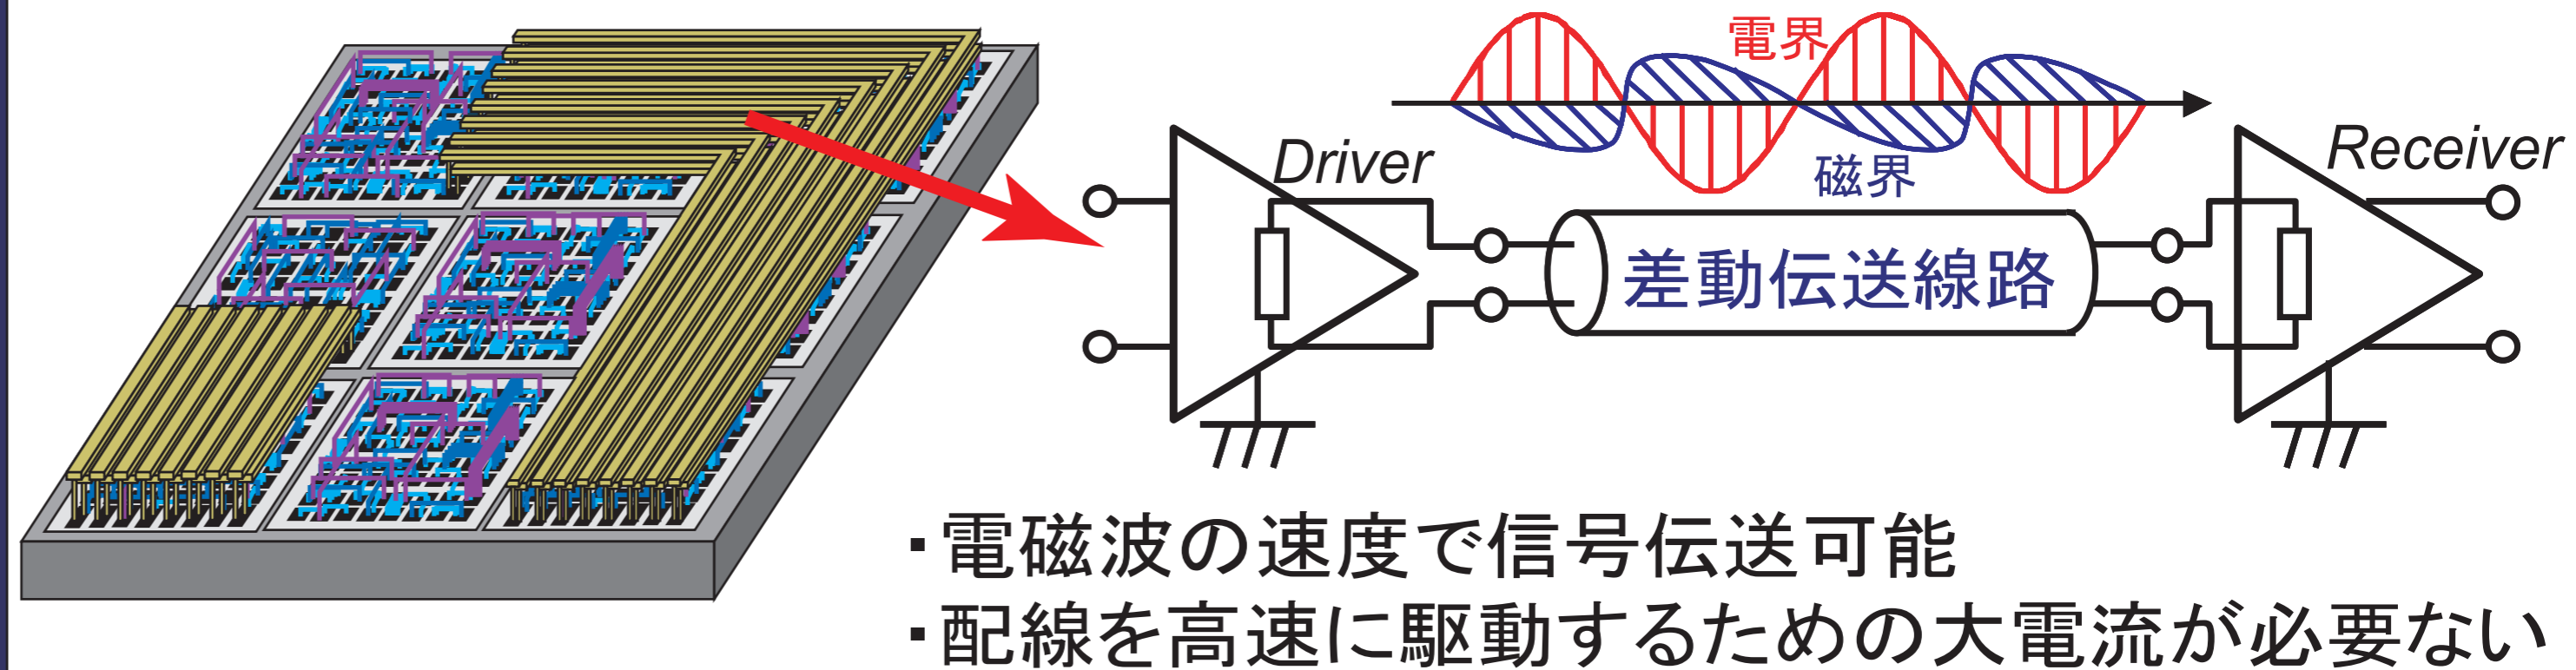 電界
磁界
Driver
Receiver
差動伝送線路
・電磁波の速度で信号伝送可能
・配線を高速に駆動するための大電流が必要ない